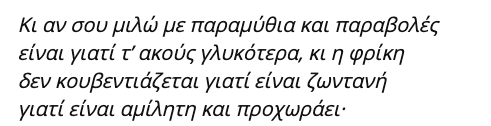 Κι αν σου μιλώ με παραμύθια και παραβολές
είναι γιατί τ’ ακούς γλυκότερα, κι η φρίκη
δεν κουβεντιάζεται γιατί είναι ζωντανή
γιατί είναι αμίλητη και προχωράει·